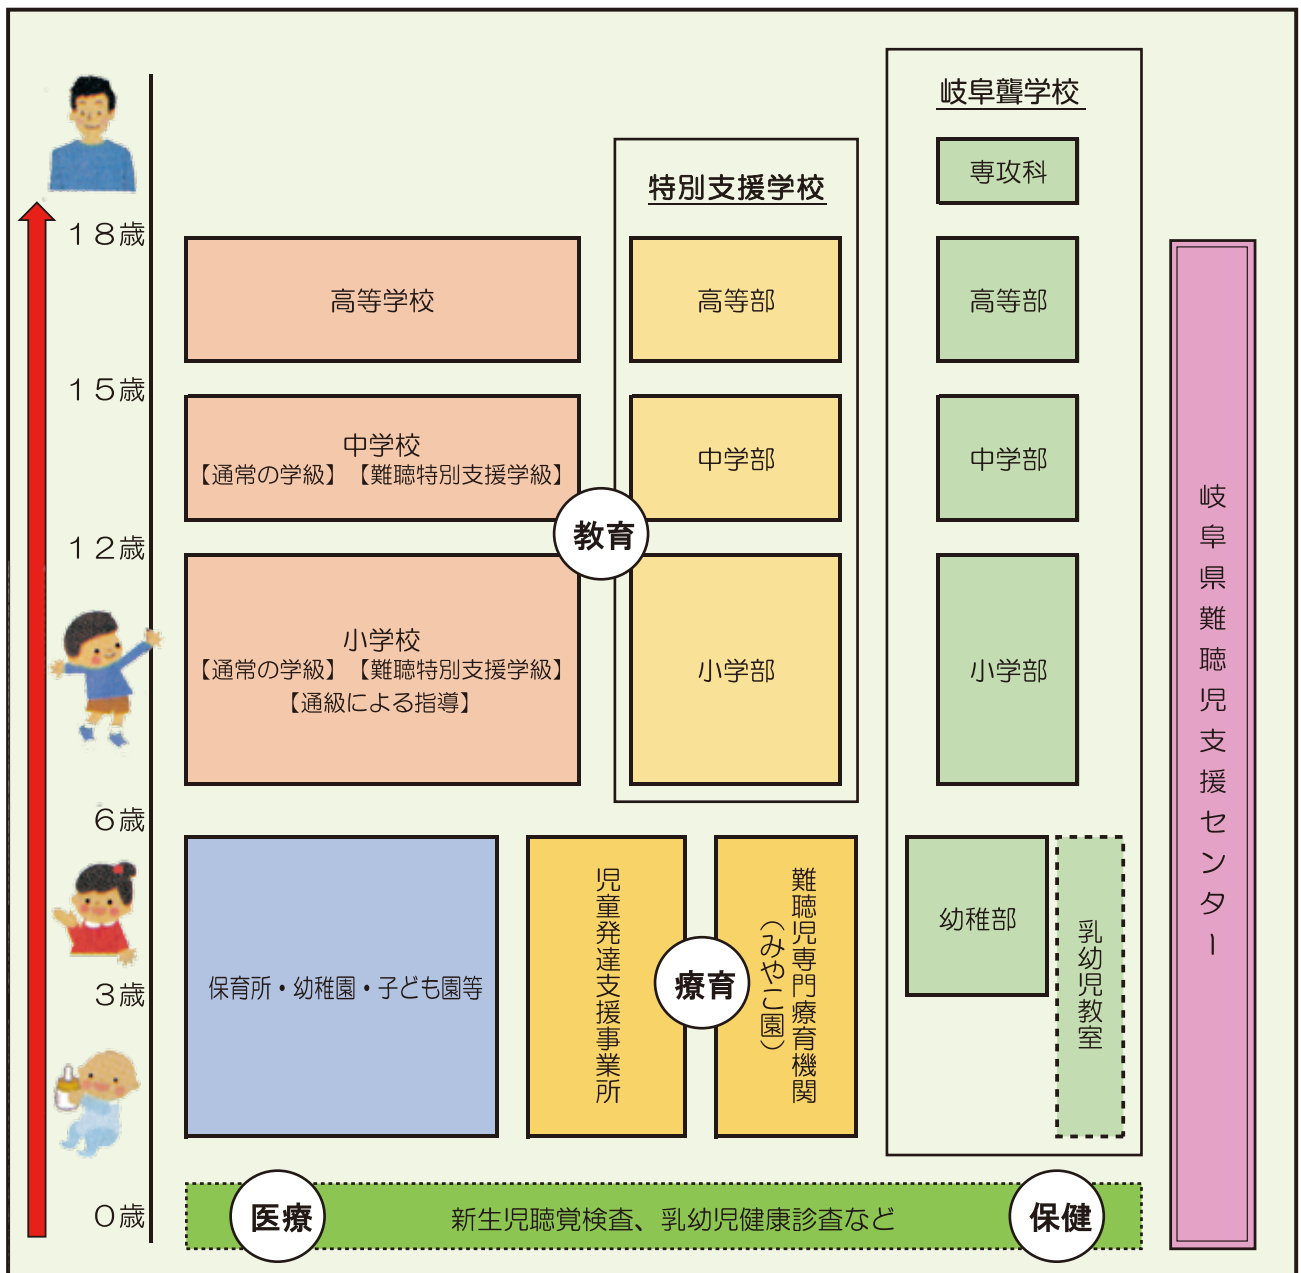 岐阜聾学校
専攻科
特別支援学校
18歳
高等学校
高等部
高等部
15歳
中学校
【通常の学級】【難聴特別支援学級】
中学部
中学部
教育
12歳
小学校
【通常の学級】【難聴特別支援学級】
【通級による指導】
小学部
小学部
6歳
保育所・幼稚園・子ども園等
児童発達支援事業所
療育
難聴児専門療育機関
（みやこ園）
幼稚部
乳幼児教室
3歳
0歳
医療
新生児聴覚検査、乳幼児健康診査など
保健
岐阜県難聴児支援センター